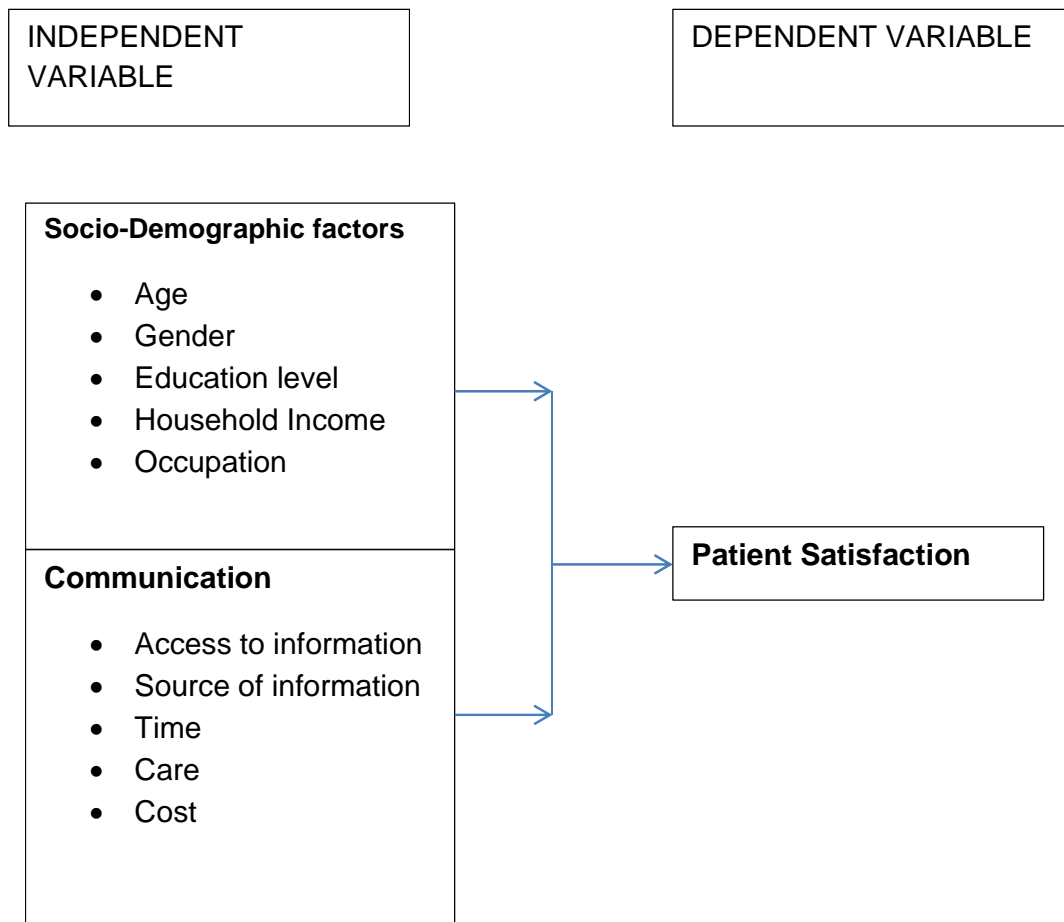 INDEPENDENT
VARIABLE
DEPENDENT VARIABLE
Socio-Demographic factors
• Age
• Gender
• Education level
• Household Income
• Occupation
Communication
• Access to information
• Source of information
• Time
• Care
• Cost
Patient Satisfaction